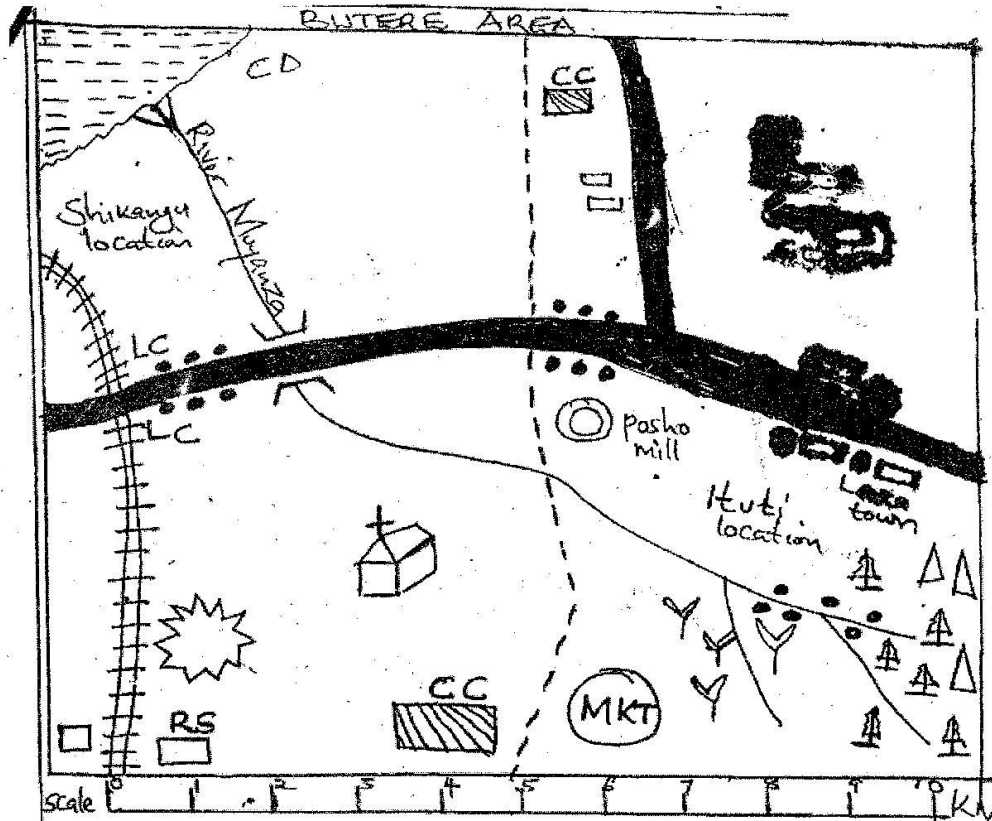 BUTERE AREA
CD
CC
River Muyanza
Shikangu
location
LC
LC
posho
mill
Ituti
location
town
CC
RS
MKT
scale 0 1 2 3 4 5 6 7 8 9 10 KM